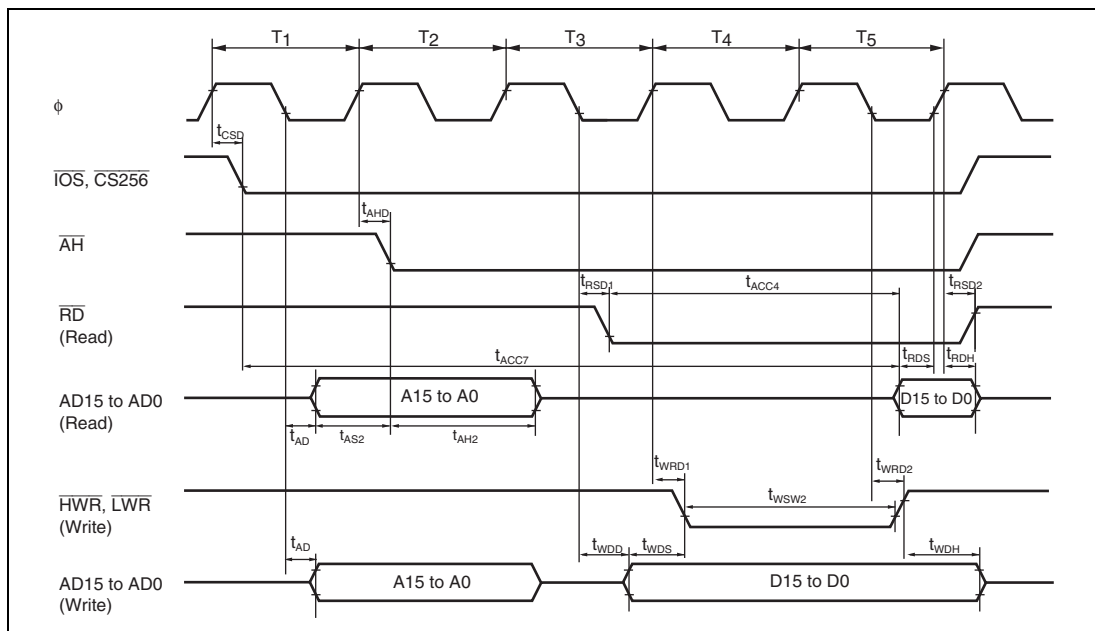 T1 T2 T3 T4 T5
ϕ
tCSD
IOS, CS256
tAHD
AH
tRSD1 tACC4 tRSD2
RD
(Read)
tACC7 tRDS tRDH
AD15 to AD0
(Read)
A15 to A0 D15 to D0
tAD tAS2 tAH2
tWRD1 tWRD2
HWR, LWR
(Write)
tWSW2
tAD tWDD tWDS tWDH
AD15 to AD0
(Write)
A15 to A0 D15 to D0